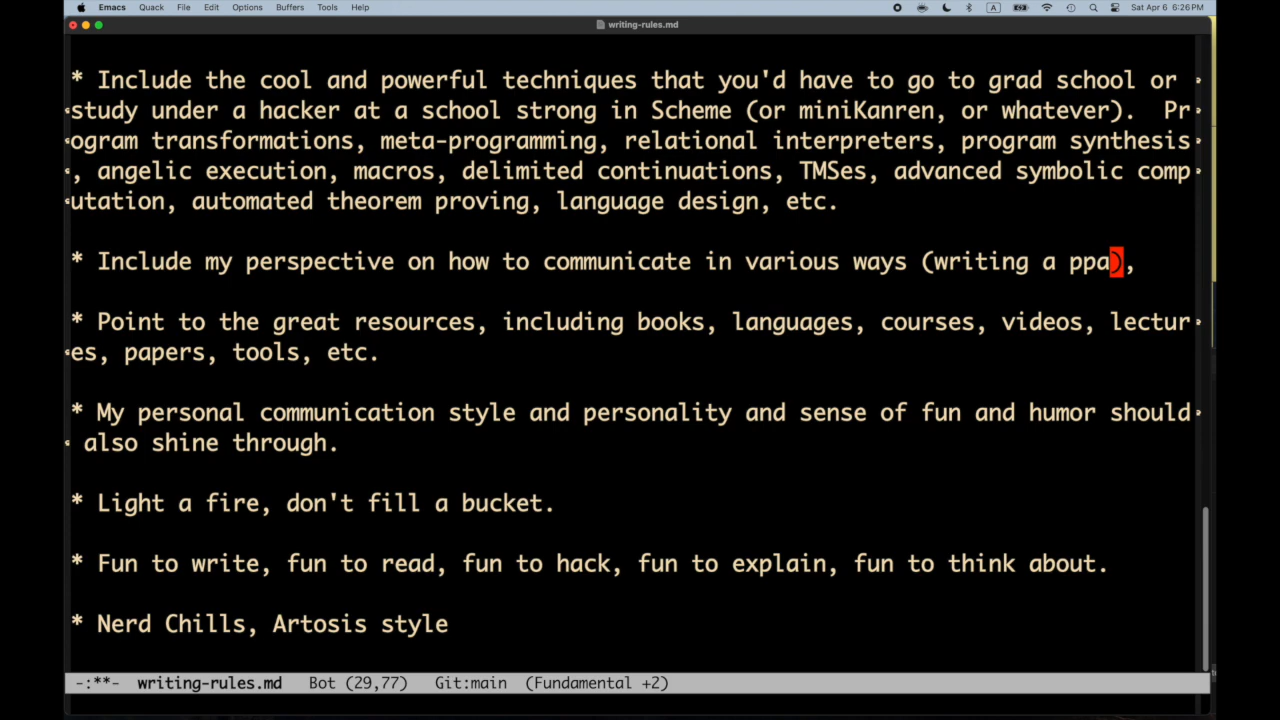 Emacs Quack File Edit Options Buffers Tools Help A Sat Apr 6 6:26 PM
writing-rules.md
* Include the cool and powerful techniques that you'd have to go to grad school or
study under a hacker at a school strong in Scheme (or miniKanren, or whatever).  Pr
ogram transformations, meta-programming, relational interpreters, program synthesis
, angelic execution, macros, delimited continuations, TMSes, advanced symbolic comp
utation, automated theorem proving, language design, etc.
* Include my perspective on how to communicate in various ways (writing a ppa),
* Point to the great resources, including books, languages, courses, videos, lectur
es, papers, tools, etc.
* My personal communication style and personality and sense of fun and humor should
also shine through.
* Light a fire, don't fill a bucket.
* Fun to write, fun to read, fun to hack, fun to explain, fun to think about.
* Nerd Chills, Artosis style
-:**- writing-rules.md Bot (29,77) Git:main (Fundamental +2)